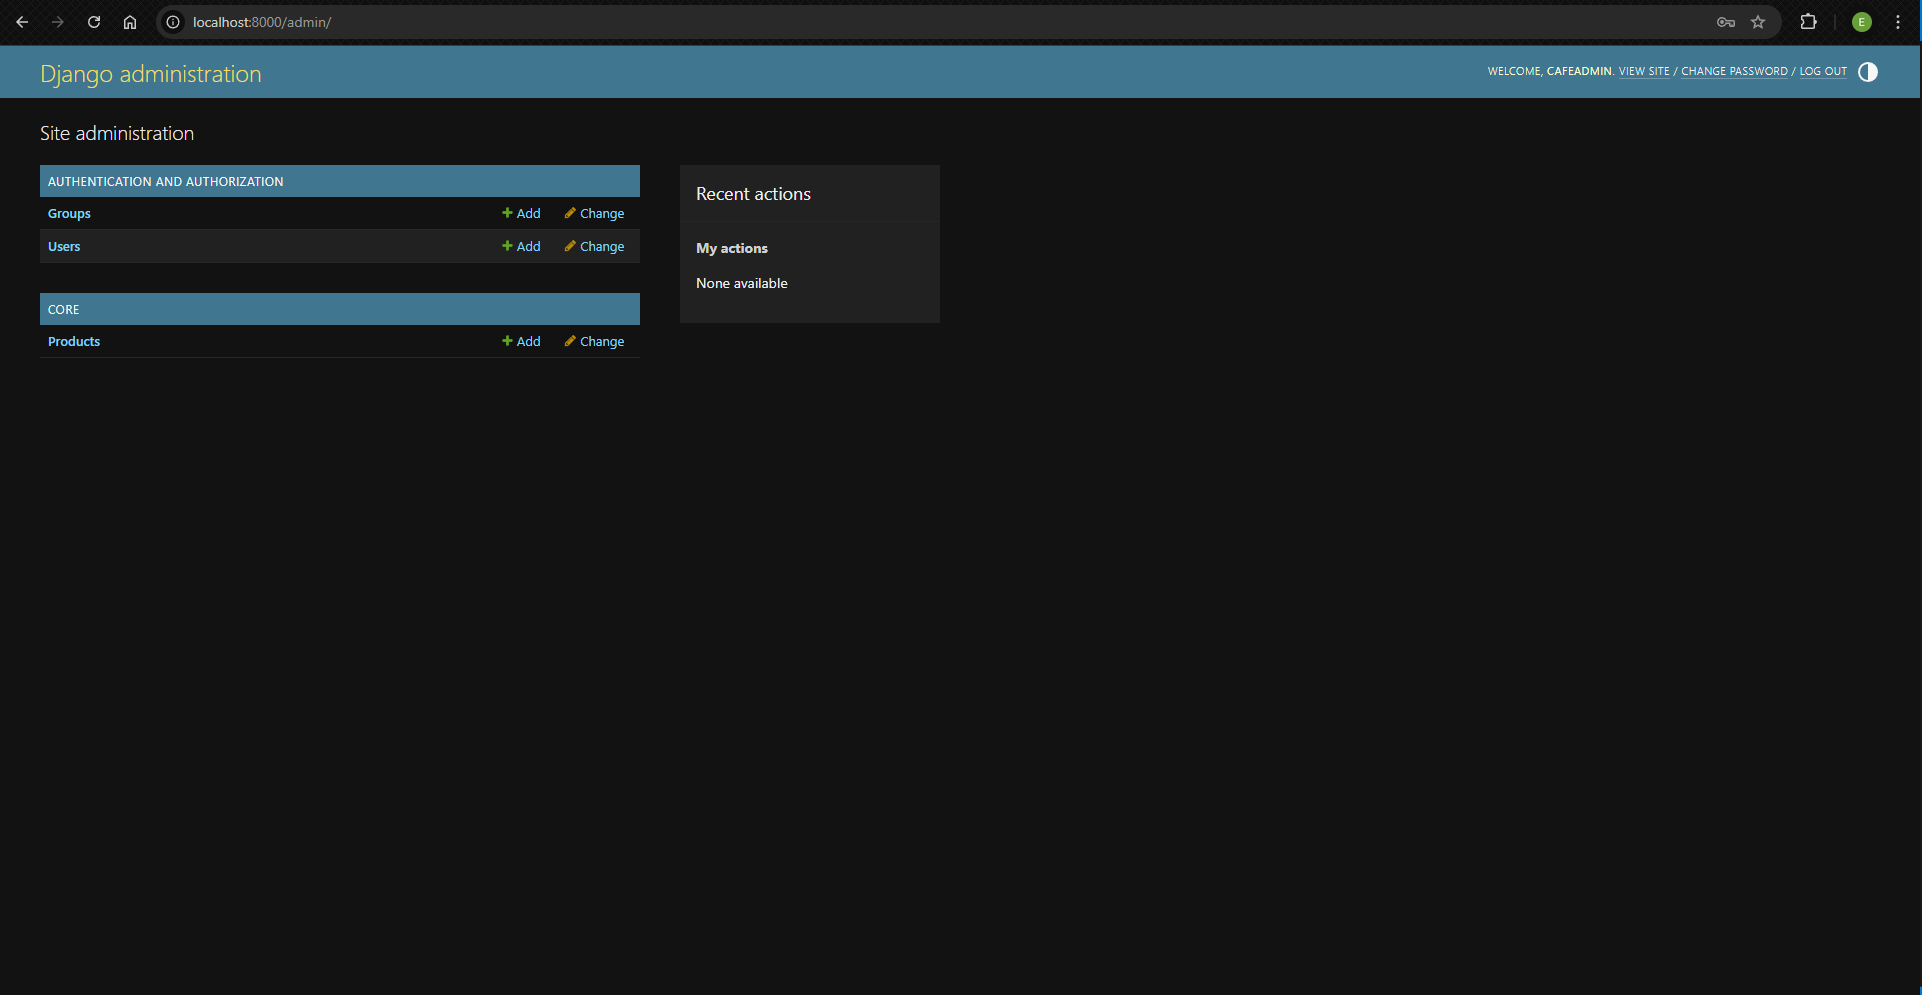 localhost:8000/admin/
E
Django administration
WELCOME, CAFEADMIN. VIEW SITE / CHANGE PASSWORD / LOG OUT
Site administration
AUTHENTICATION AND AUTHORIZATION
Groups Add Change
Users Add Change
CORE
Products Add Change
Recent actions
My actions
None available